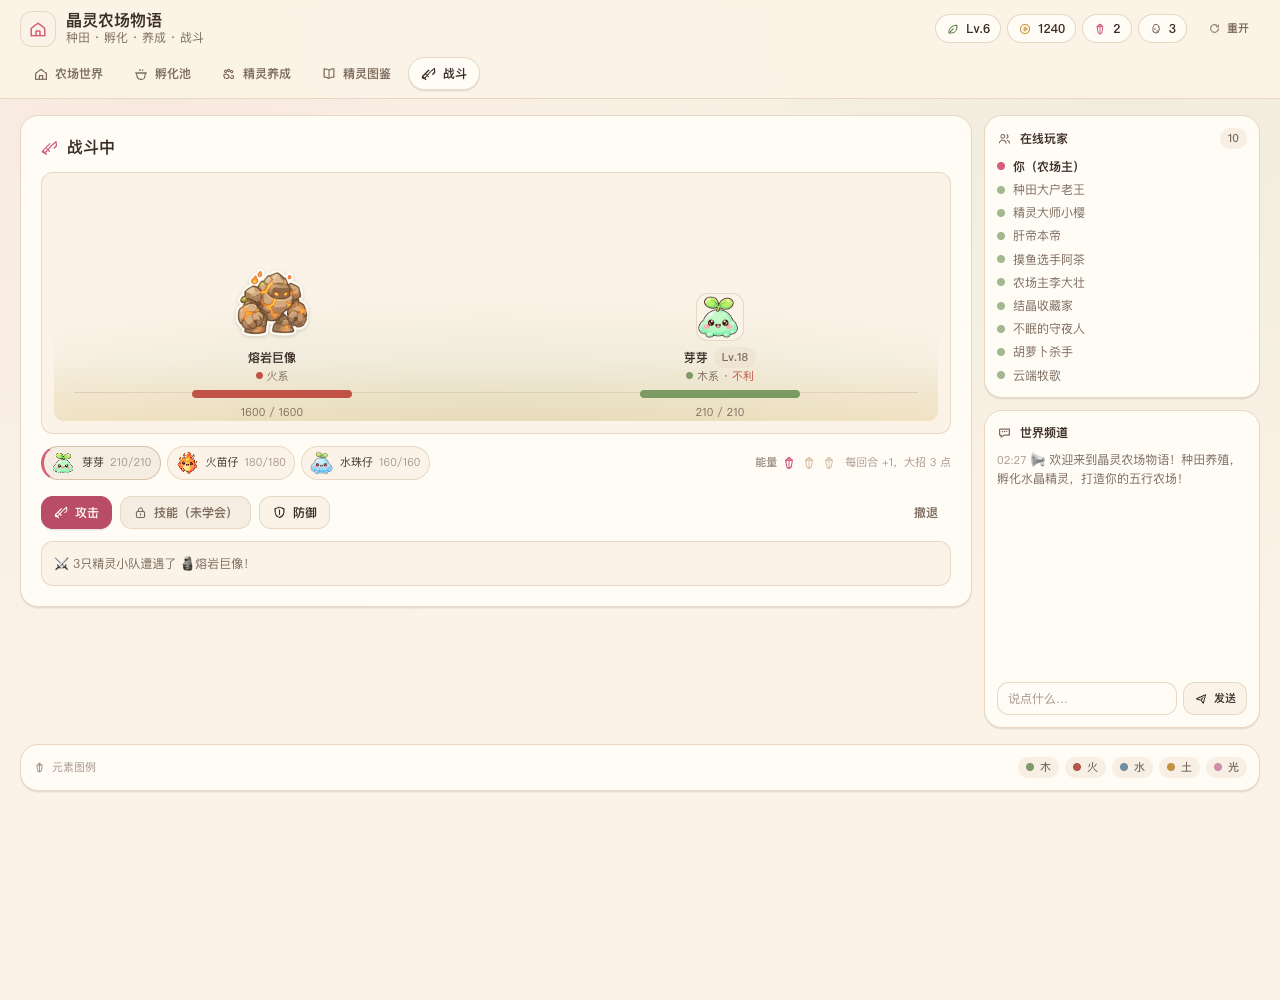 晶灵农场物语
种田 · 孵化 · 养成 · 战斗
Lv.6
1240
2
3
重开
农场世界
孵化池
精灵养成
精灵图鉴
战斗
战斗中
熔岩巨像
火系
1600 / 1600
芽芽 Lv.18
木系 · 不利
210 / 210
芽芽 210/210
火苗仔 180/180
水珠仔 160/160
能量
每回合 +1，大招 3 点
攻击
技能（未学会）
防御
撤退
⚔️ 3只精灵小队遭遇了 🗿熔岩巨像！
在线玩家
10
你（农场主）
种田大户老王
精灵大师小樱
肝帝本帝
摸鱼选手阿茶
农场主李大壮
结晶收藏家
不眠的守夜人
胡萝卜杀手
云端牧歌
世界频道
02:27 📢 欢迎来到晶灵农场物语！种田养殖，
孵化水晶精灵，打造你的五行农场！
说点什么…
发送
元素图例
木
火
水
土
光